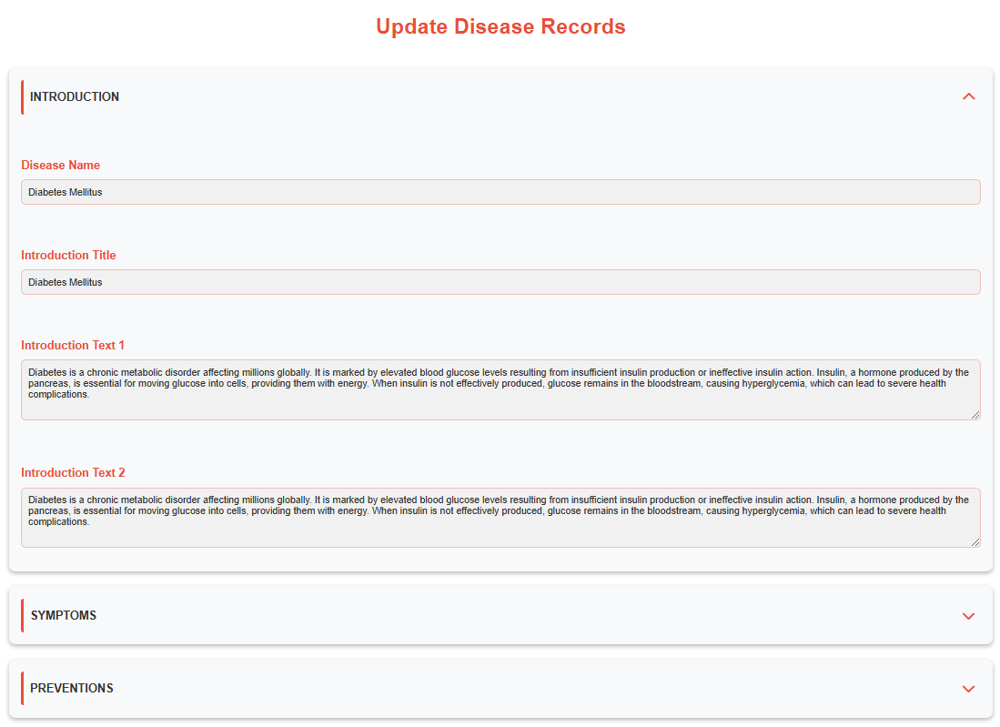 Update Disease Records
INTRODUCTION
Disease Name
Diabetes Mellitus
Introduction Title
Diabetes Mellitus
Introduction Text 1
Diabetes is a chronic metabolic disorder affecting millions globally. It is marked by elevated blood glucose levels resulting from insufficient insulin production or ineffective insulin action. Insulin, a hormone produced by the
pancreas, is essential for moving glucose into cells, providing them with energy. When insulin is not effectively produced, glucose remains in the bloodstream, causing hyperglycemia, which can lead to severe health
complications.
Introduction Text 2
Diabetes is a chronic metabolic disorder affecting millions globally. It is marked by elevated blood glucose levels resulting from insufficient insulin production or ineffective insulin action. Insulin, a hormone produced by the
pancreas, is essential for moving glucose into cells, providing them with energy. When insulin is not effectively produced, glucose remains in the bloodstream, causing hyperglycemia, which can lead to severe health
complications.
SYMPTOMS
PREVENTIONS